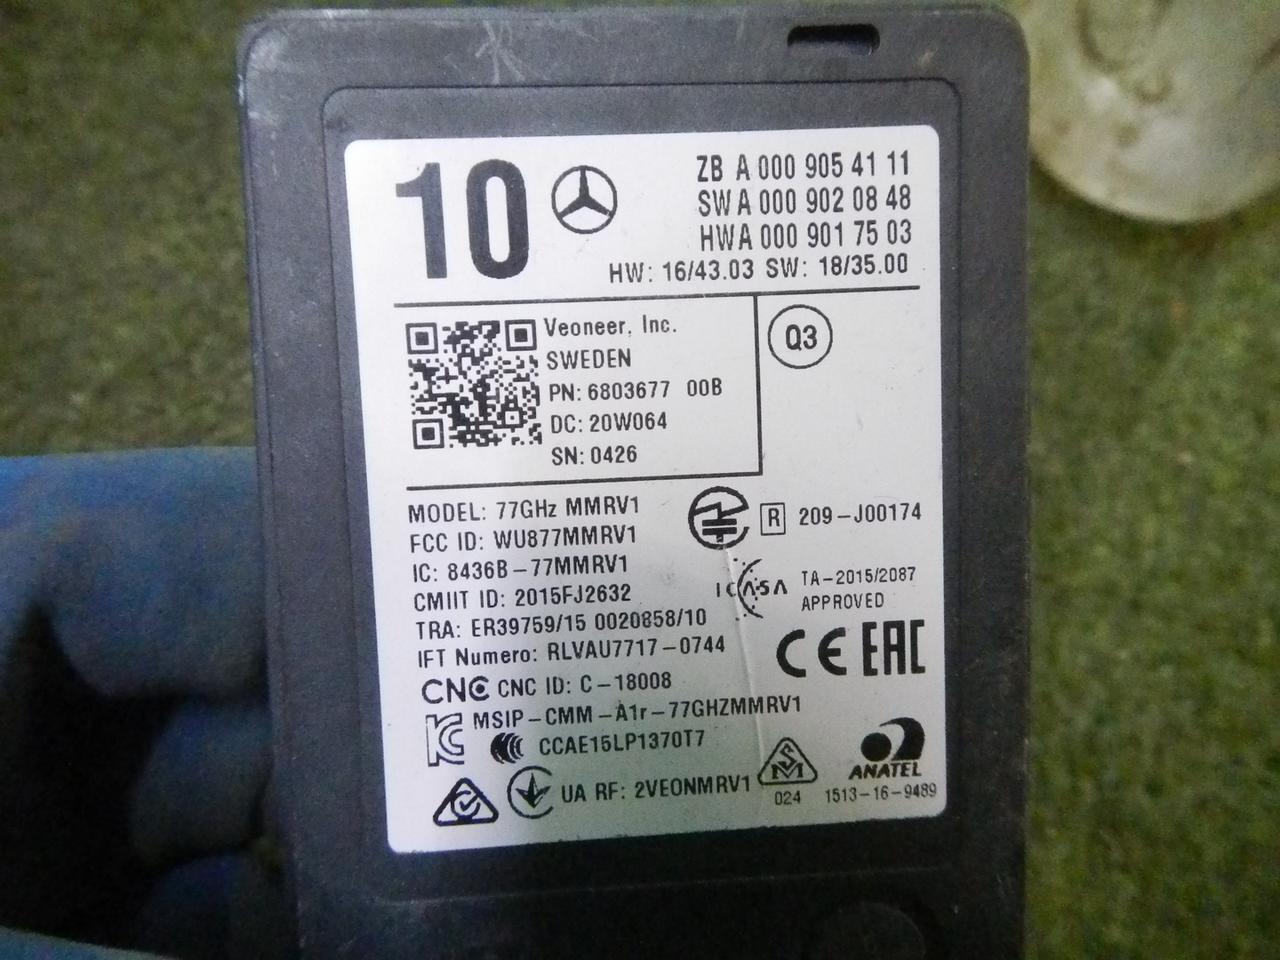 10
ZB A 000 905 41 11
SW A 000 902 08 48
HW A 000 901 75 03
HW: 16/43.03 SW: 18/35.00
Veoneer, Inc.
SWEDEN
PN: 6803677 00B
DC: 20W064
SN: 0426
Q3
MODEL: 77GHz MMRV1
FCC ID: WU877MMRV1
IC: 8436B-77MMRV1
CMIIT ID: 2015FJ2632
TRA: ER39759/15 0020858/10
IFT Numero: RLVAU7717-0744
R 209-J00174
ICASA TA-2015/2087
APPROVED
CE EAC
CNC CNC ID: C-18008
MSIP-CMM-A1r-77GHZMMRV1
CCAE15LP1370T7
UA RF: 2VEONMRV1
SM
024
ANATEL
1513-16-9489